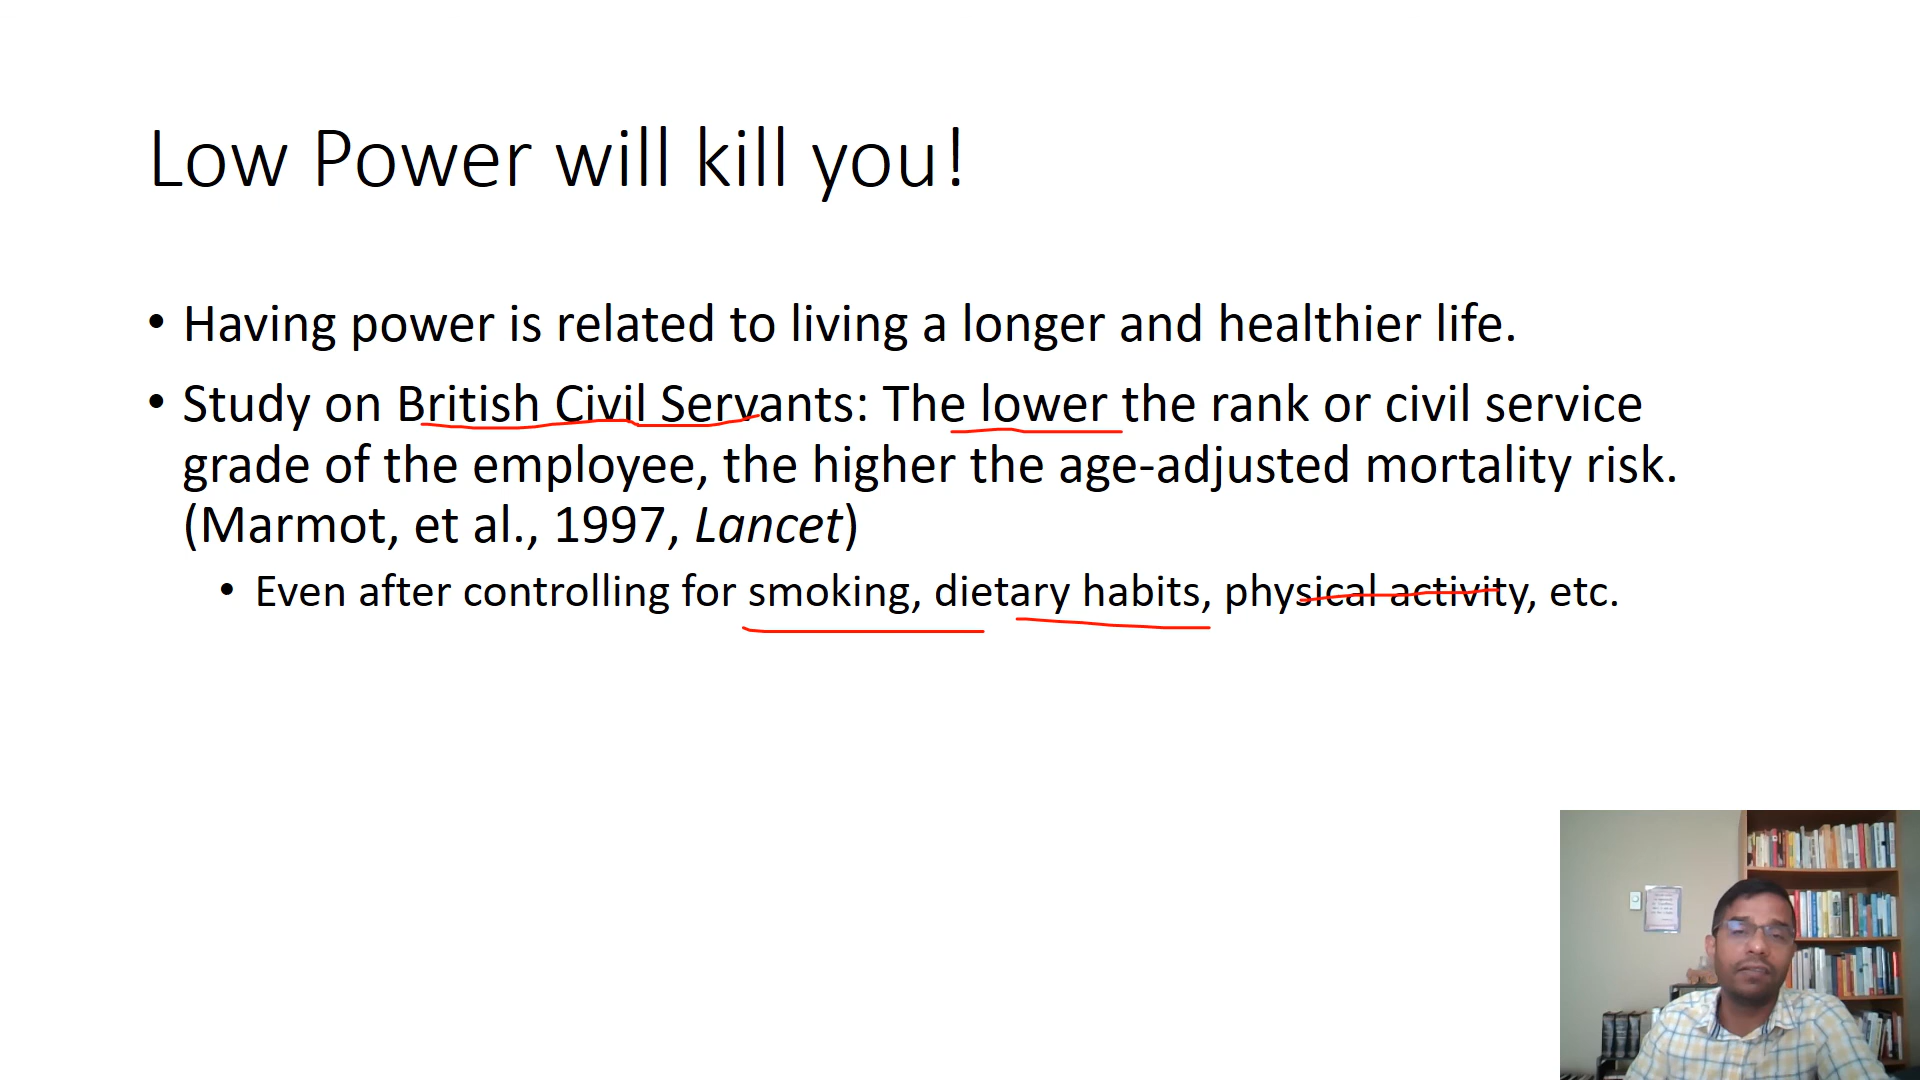 Low Power will kill you!
• Having power is related to living a longer and healthier life.
• Study on British Civil Servants: The lower the rank or civil service
grade of the employee, the higher the age-adjusted mortality risk.
(Marmot, et al., 1997, Lancet)
• Even after controlling for smoking, dietary habits, physical activity, etc.